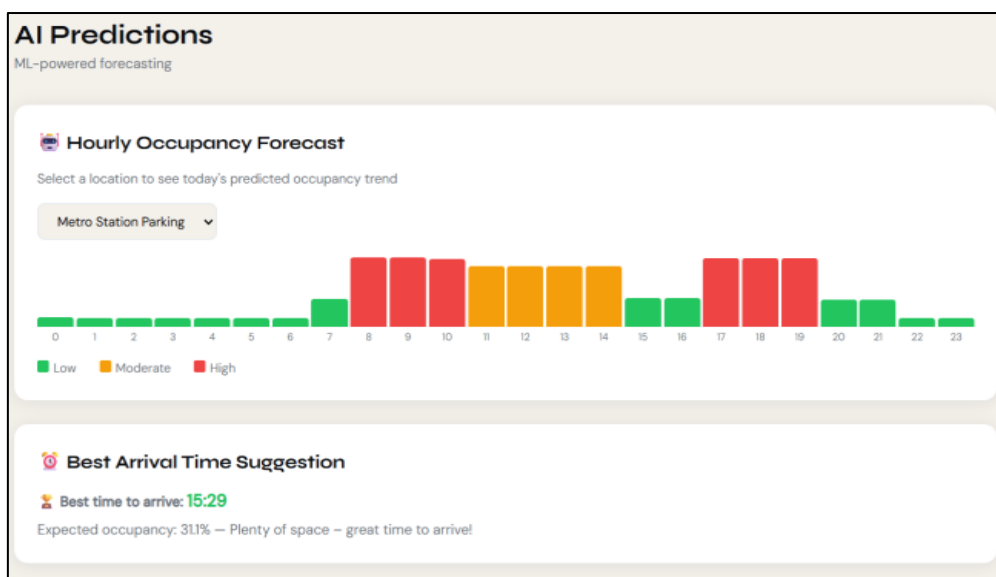 AI Predictions
ML-powered forecasting
Hourly Occupancy Forecast
Select a location to see today's predicted occupancy trend
Metro Station Parking
0 1 2 3 4 5 6 7 8 9 10 11 12 13 14 15 16 17 18 19 20 21 22 23
Low Moderate High
Best Arrival Time Suggestion
Best time to arrive: 15:29
Expected occupancy: 31.1% — Plenty of space – great time to arrive!